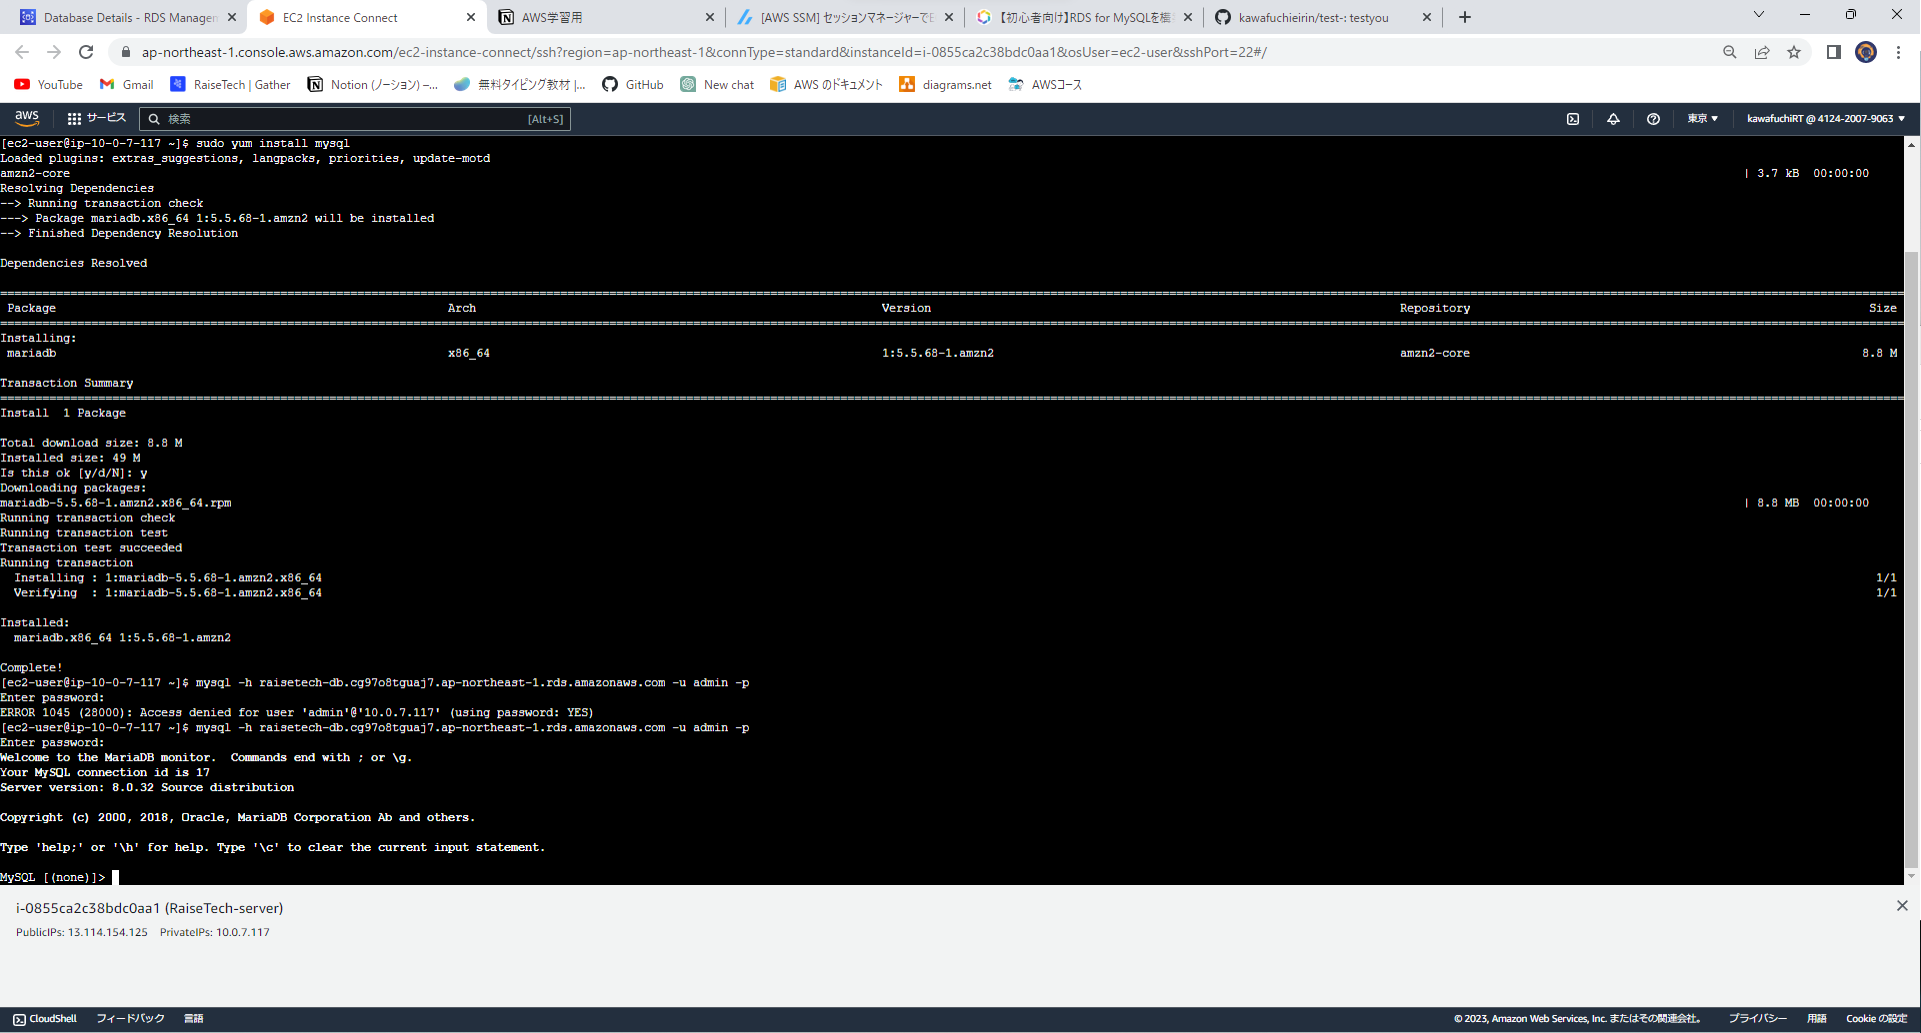 Database Details - RDS Managem
EC2 Instance Connect
AWS学習用
[AWS SSM] セッションマネージャーでE
【初心者向け】RDS for MySQLを構
kawafuchieirin/test-: testyou
ap-northeast-1.console.aws.amazon.com/ec2-instance-connect/ssh?region=ap-northeast-1&connType=standard&instanceId=i-0855ca2c38bdc0aa1&osUser=ec2-user&sshPort=22#/
YouTube
Gmail
RaiseTech | Gather
Notion (ノーション) –...
無料タイピング教材 |...
GitHub
New chat
AWS のドキュメント
diagrams.net
AWSコース
aws
サービス
検索
[Alt+S]
東京 ▼
kawafuchiRT @ 4124-2007-9063 ▼
[ec2-user@ip-10-0-7-117 ~]$ sudo yum install mysql
Loaded plugins: extras_suggestions, langpacks, priorities, update-motd
amzn2-core | 3.7 kB 00:00:00
Resolving Dependencies
--> Running transaction check
---> Package mariadb.x86_64 1:5.5.68-1.amzn2 will be installed
--> Finished Dependency Resolution
Dependencies Resolved
Package Arch Version Repository Size
Installing:
mariadb x86_64 1:5.5.68-1.amzn2 amzn2-core 8.8 M
Transaction Summary
Install 1 Package
Total download size: 8.8 M
Installed size: 49 M
Is this ok [y/d/N]: y
Downloading packages:
mariadb-5.5.68-1.amzn2.x86_64.rpm | 8.8 MB 00:00:00
Running transaction check
Running transaction test
Transaction test succeeded
Running transaction
Installing : 1:mariadb-5.5.68-1.amzn2.x86_64 1/1
Verifying : 1:mariadb-5.5.68-1.amzn2.x86_64 1/1
Installed:
mariadb.x86_64 1:5.5.68-1.amzn2
Complete!
[ec2-user@ip-10-0-7-117 ~]$ mysql -h raisetech-db.cg97o8tguaj7.ap-northeast-1.rds.amazonaws.com -u admin -p
Enter password:
ERROR 1045 (28000): Access denied for user 'admin'@'10.0.7.117' (using password: YES)
[ec2-user@ip-10-0-7-117 ~]$ mysql -h raisetech-db.cg97o8tguaj7.ap-northeast-1.rds.amazonaws.com -u admin -p
Enter password:
Welcome to the MariaDB monitor.  Commands end with ; or \g.
Your MySQL connection id is 17
Server version: 8.0.32 Source distribution
Copyright (c) 2000, 2018, Oracle, MariaDB Corporation Ab and others.
Type 'help;' or '\h' for help. Type '\c' to clear the current input statement.
MySQL [(none)]>
i-0855ca2c38bdc0aa1 (RaiseTech-server)
PublicIPs: 13.114.154.125 PrivateIPs: 10.0.7.117
CloudShell
フィードバック
言語
© 2023, Amazon Web Services, Inc. またはその関連会社。
プライバシー
用語
Cookie の設定